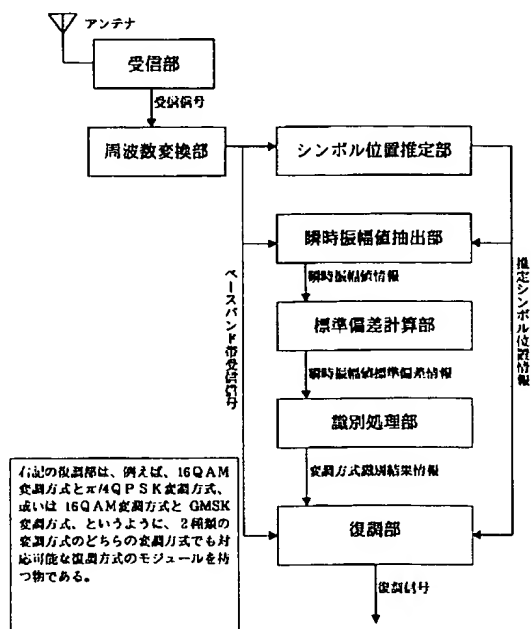 アンテナ
受信部
受信信号
周波数変換部
シンボル位置推定部
瞬時振幅値抽出部
瞬時振幅値情報
標準偏差計算部
瞬時振幅値標準偏差情報
識別処理部
変調方式識別結果情報
復調部
復調信号
ベースバンド帯受信信号
推定シンボル位置情報
右記の復調部は、例えば、16QAM
変調方式とπ/4QPSK変調方式、
或いは 16QAM変調方式と GMSK
変調方式、というように、2種類の
変調方式のどちらの変調方式でも対
応可能な復調方式のモジュールを持
つ物である。